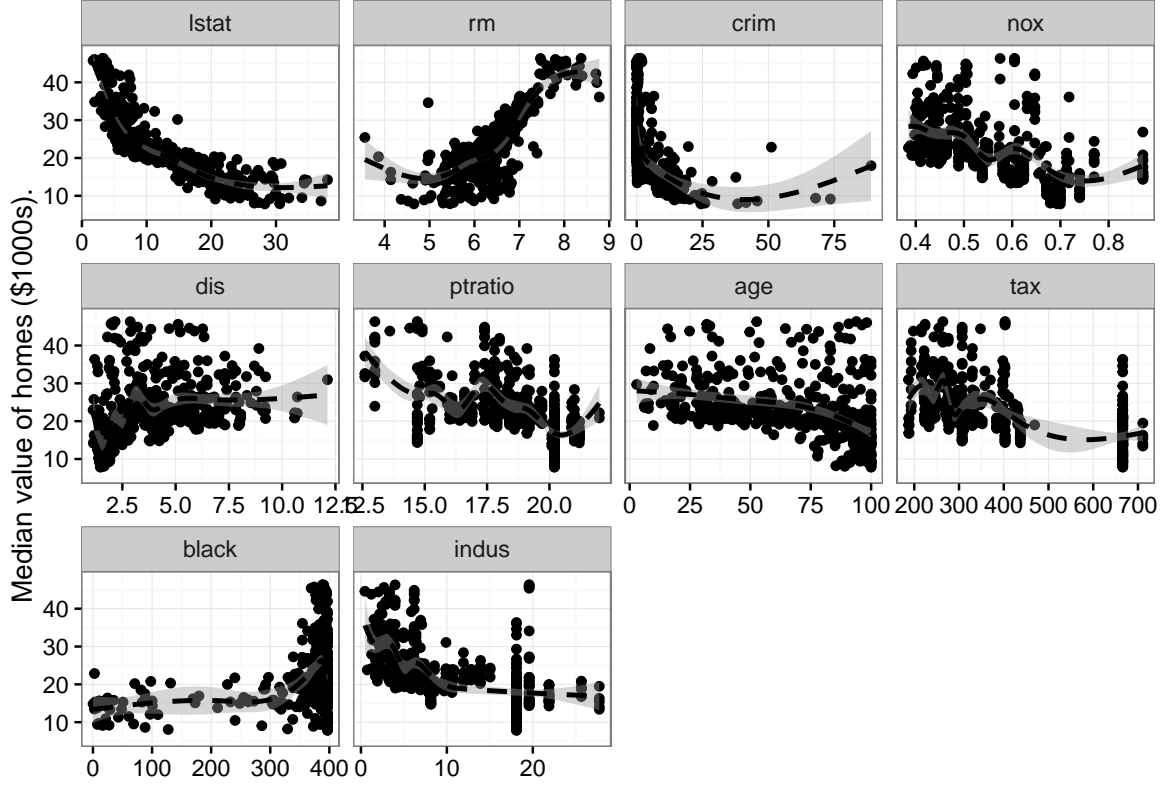 Median value of homes ($1000s).
lstat rm crim nox
40
30
20
10
0 10 20 30 4 5 6 7 8 9 0 25 50 75 0.4 0.5 0.6 0.7 0.8
dis ptratio age tax
40
30
20
10
2.5 5.0 7.5 10.0 12.5 12.5 15.0 17.5 20.0 0 25 50 75 100 200 300 400 500 600 700
black indus
40
30
20
10
0 100 200 300 400 0 10 20